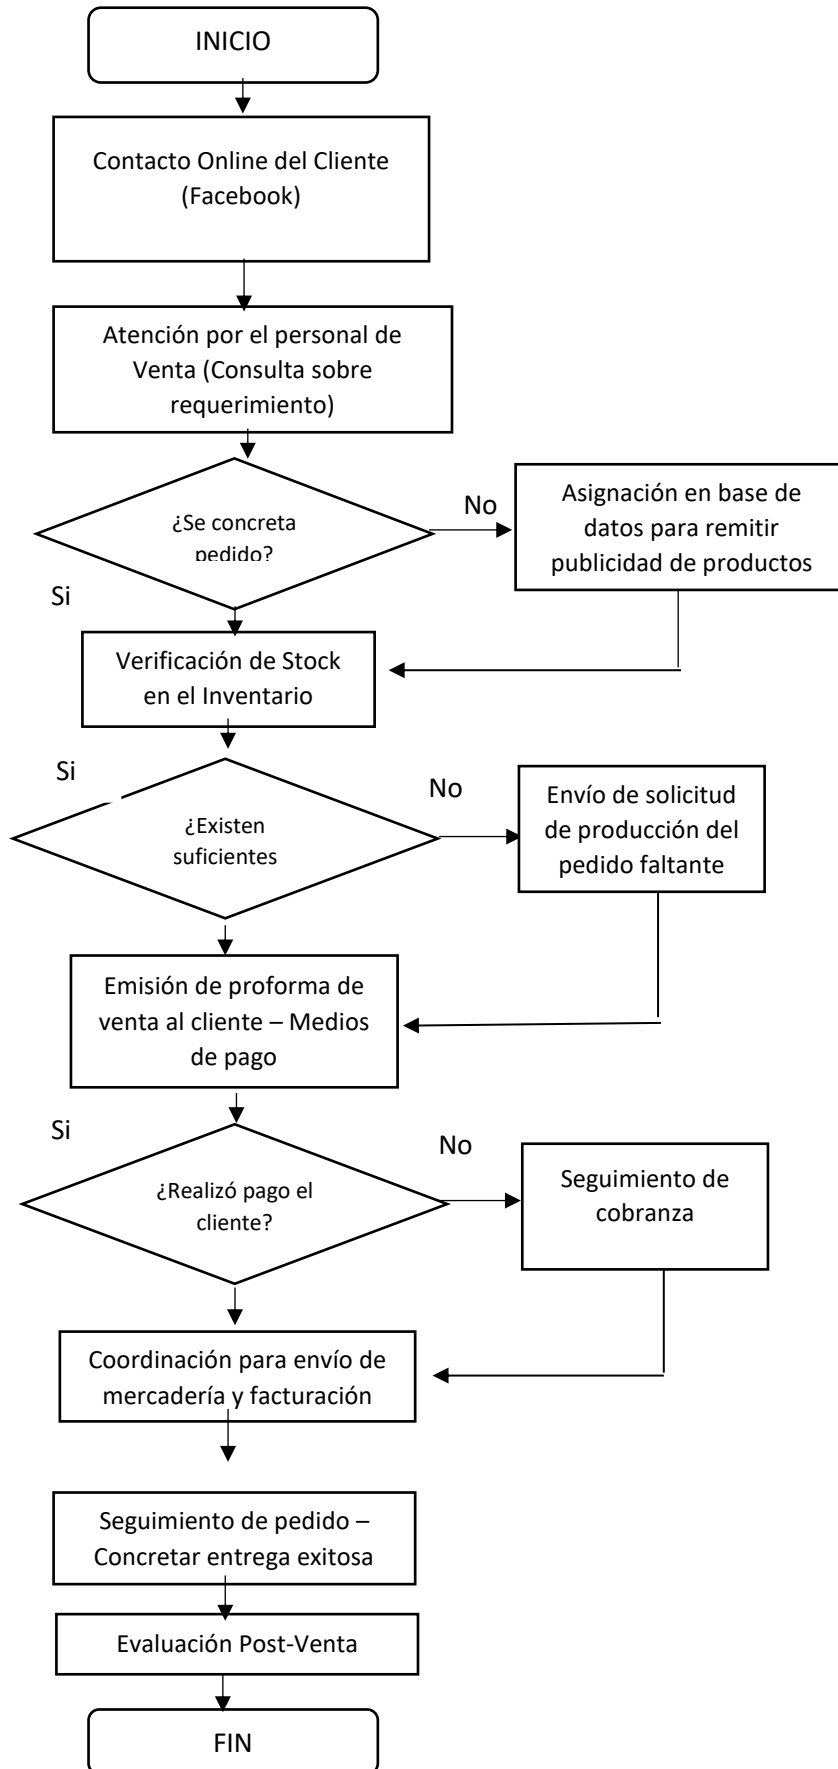 INICIO
Contacto Online del Cliente
(Facebook)
Atención por el personal de
Venta (Consulta sobre
requerimiento)
¿Se concreta
pedido?
No
Asignación en base de
datos para remitir
publicidad de productos
Si
Verificación de Stock
en el Inventario
Si
¿Existen
suficientes
No
Envío de solicitud
de producción del
pedido faltante
Emisión de proforma de
venta al cliente – Medios
de pago
Si
¿Realizó pago el
cliente?
No
Seguimiento de
cobranza
Coordinación para envío de
mercadería y facturación
Seguimiento de pedido –
Concretar entrega exitosa
Evaluación Post-Venta
FIN